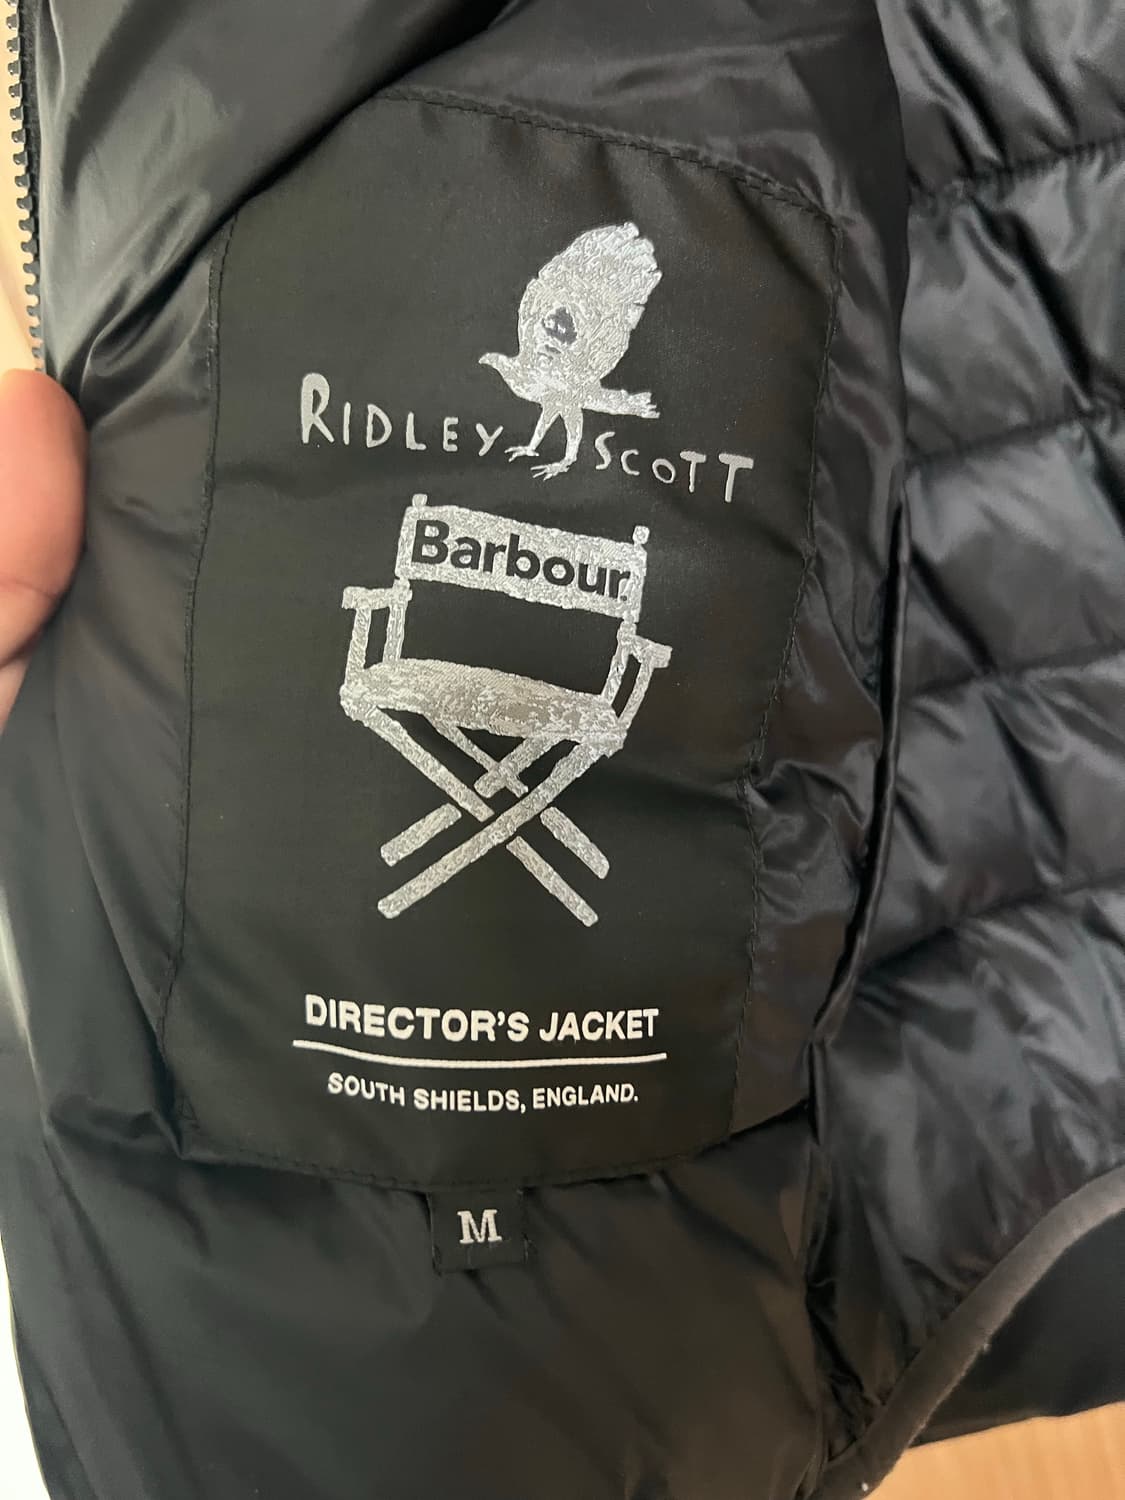 RIDLEY SCOTT
Barbour.
DIRECTOR'S JACKET
SOUTH SHIELDS, ENGLAND.
M